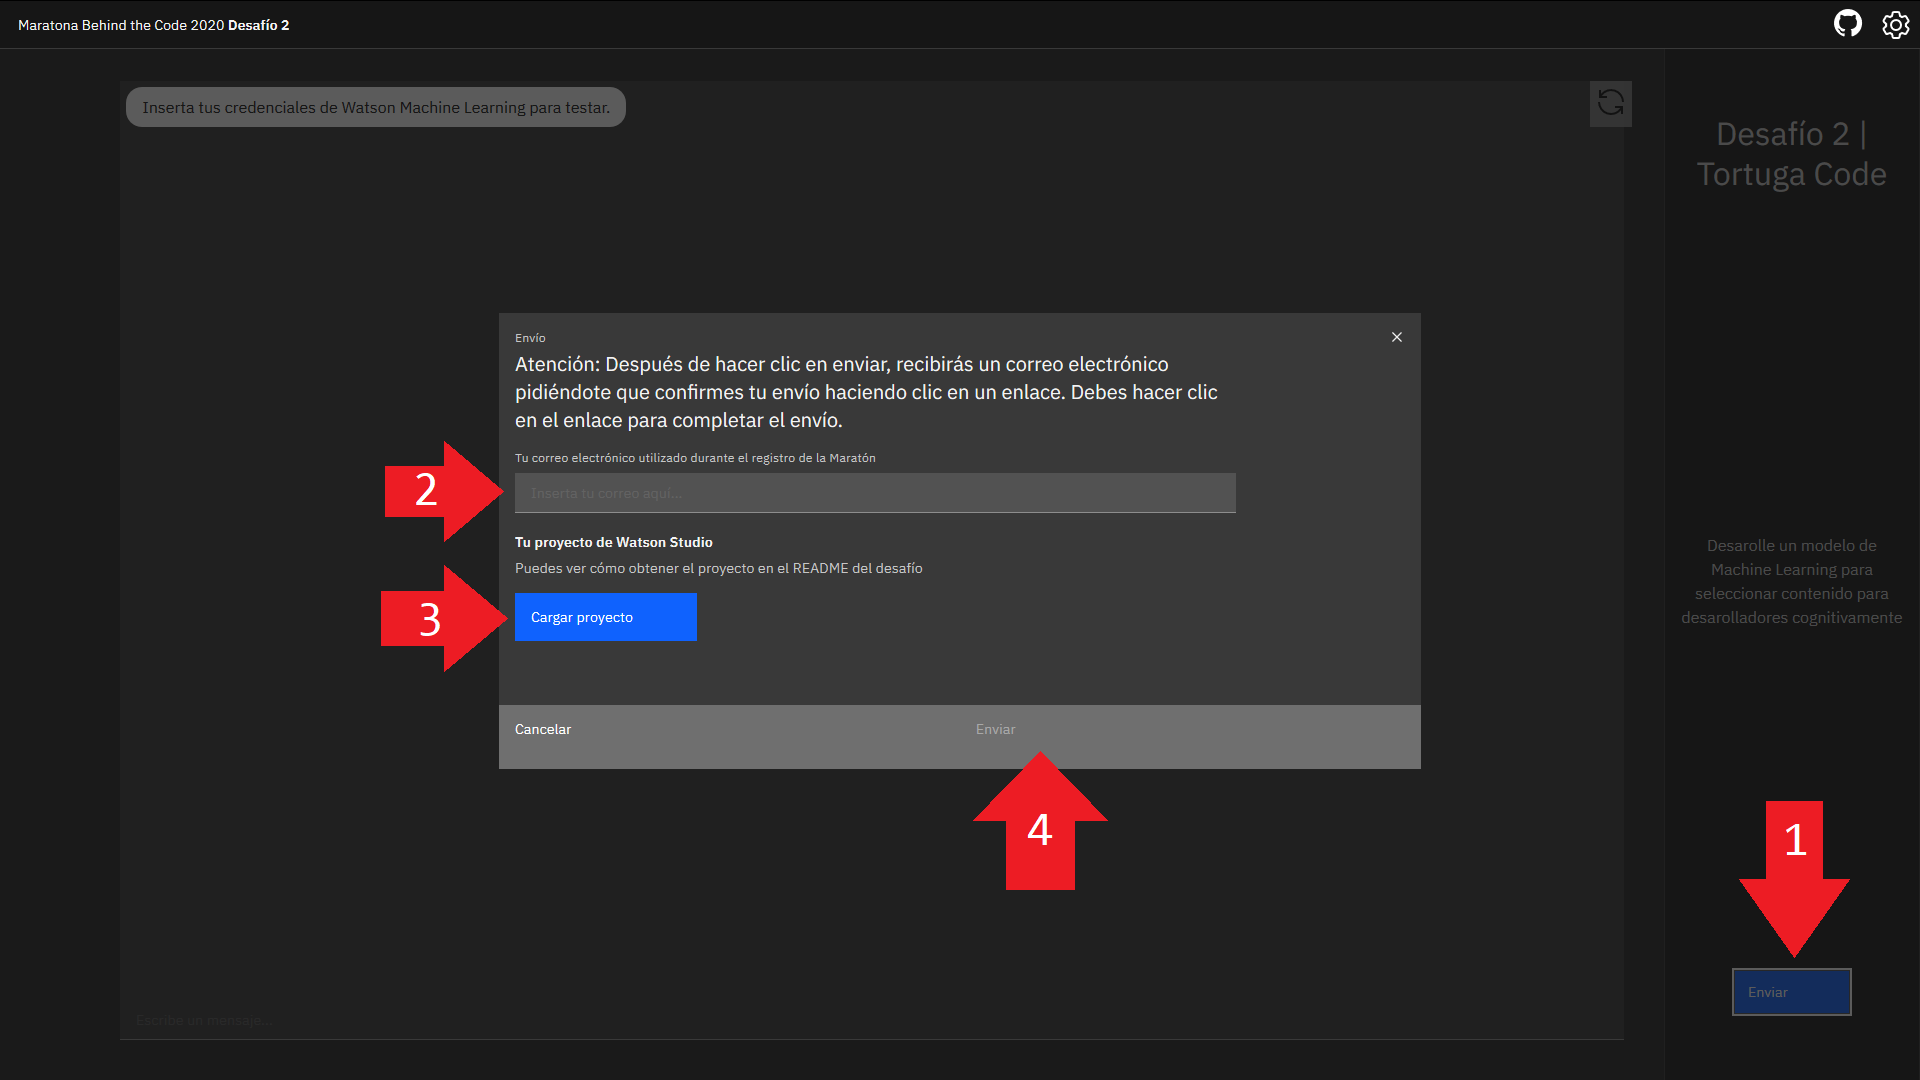 Maratona Behind the Code 2020 Desafío 2
Inserta tus credenciales de Watson Machine Learning para testar.
Desafío 2 |
Tortuga Code
Envío
Atención: Después de hacer clic en enviar, recibirás un correo electrónico
pidiéndote que confirmes tu envío haciendo clic en un enlace. Debes hacer clic
en el enlace para completar el envío.
Tu correo electrónico utilizado durante el registro de la Maratón
2
Inserta tu correo aquí...
Tu proyecto de Watson Studio
Puedes ver cómo obtener el proyecto en el README del desafío
3
Cargar proyecto
Desarolle un modelo de
Machine Learning para
seleccionar contenido para
desarolladores cognitivamente
Cancelar
Enviar
4
1
Enviar
Escribe un mensaje...